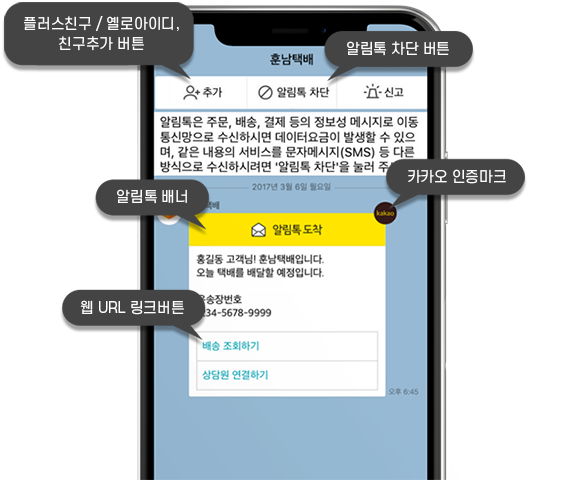 플러스친구 / 옐로아이디,
친구추가 버튼
알림톡 차단 버튼
훈남택배
추가
알림톡 차단
신고
알림톡은 주문, 배송, 결제 등의 정보성 메시지로 이동
통신망으로 수신하시면 데이터요금이 발생할 수 있으
며, 같은 내용의 서비스를 문자메시지(SMS) 등 다른
방식으로 수신하시려면 '알림톡 차단'을 눌러
카카오 인증마크
2017년 3월 6일 월요일
알림톡 배너
택배
kakao
알림톡 도착
홍길동 고객님! 훈남택배입니다.
오늘 택배를 배달할 예정입니다.
웹 URL 링크버튼
운송장번호
234-5678-9999
배송 조회하기
상담원 연결하기
오후 6:45